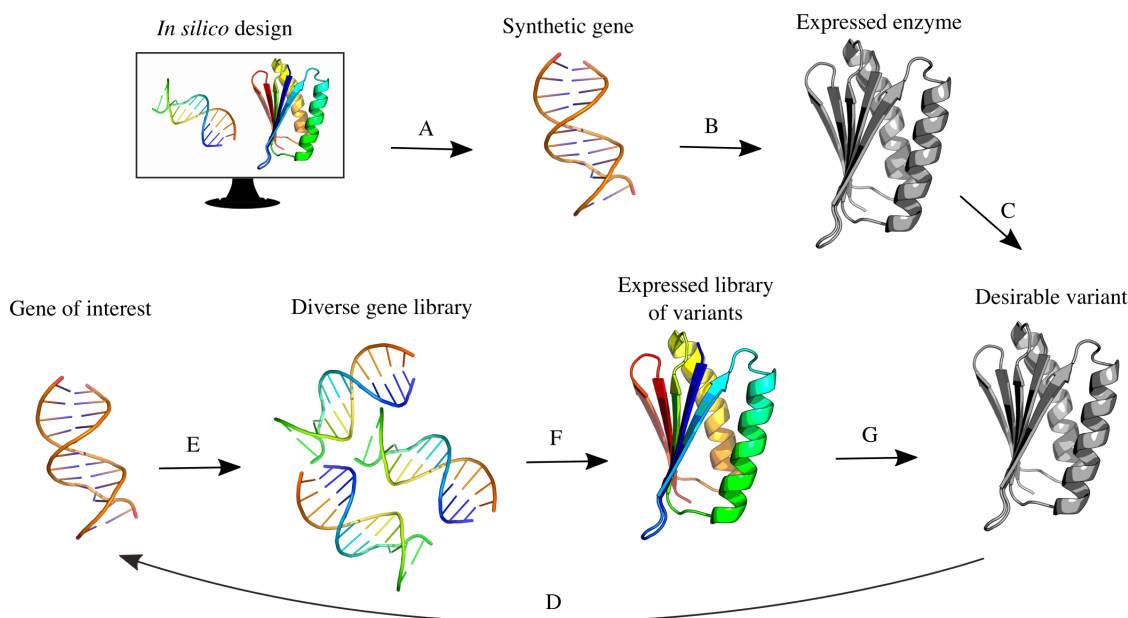 In silico design
Synthetic gene
Expressed enzyme
A
B
C
Gene of interest
Diverse gene library
Expressed library
of variants
Desirable variant
E
F
G
D